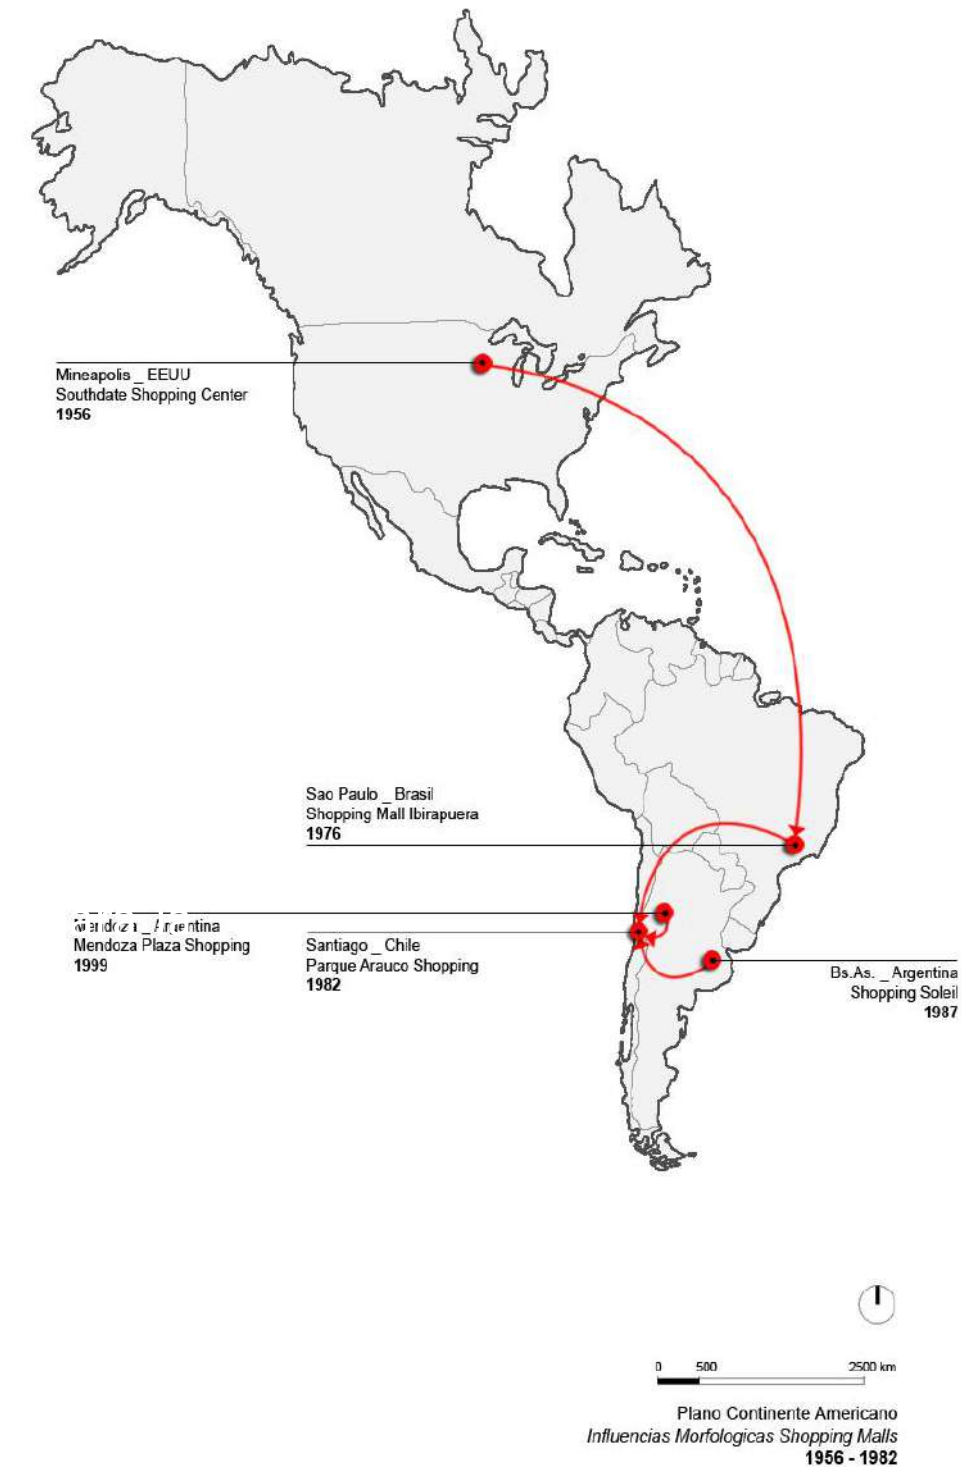 Mineapolis _ EEUU
Southdate Shopping Center
1956
Sao Paulo _ Brasil
Shopping Mall Ibirapuera
1976
Mendoza _ Argentina
Mendoza Plaza Shopping
1999
Santiago _ Chile
Parque Arauco Shopping
1982
Bs.As. _ Argentina
Shopping Soleil
1987
0 500 2500 km
Plano Continente Americano
Influencias Morfologicas Shopping Malls
1956 - 1982